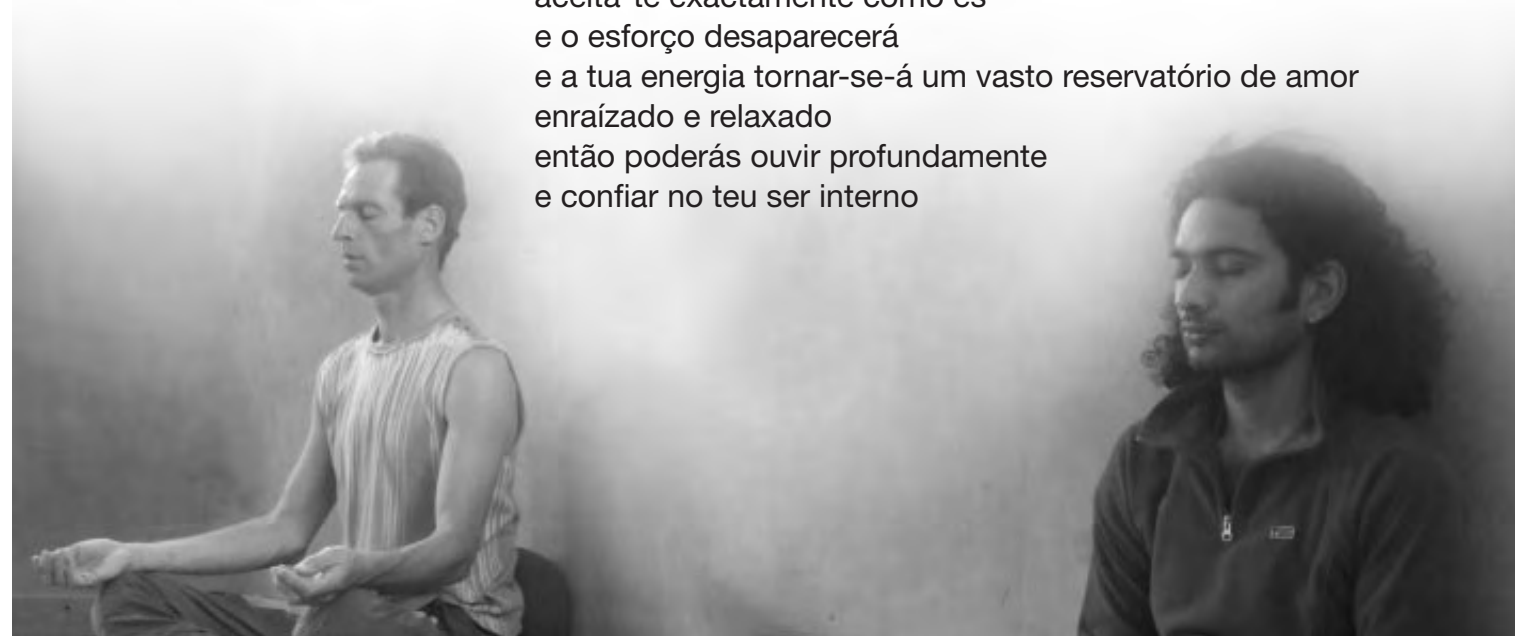 aceita-te exactamente como és
e o esforço desaparecerá
e a tua energia tornar-se-á um vasto reservatório de amor
enraízado e relaxado
então poderás ouvir profundamente
e confiar no teu ser interno